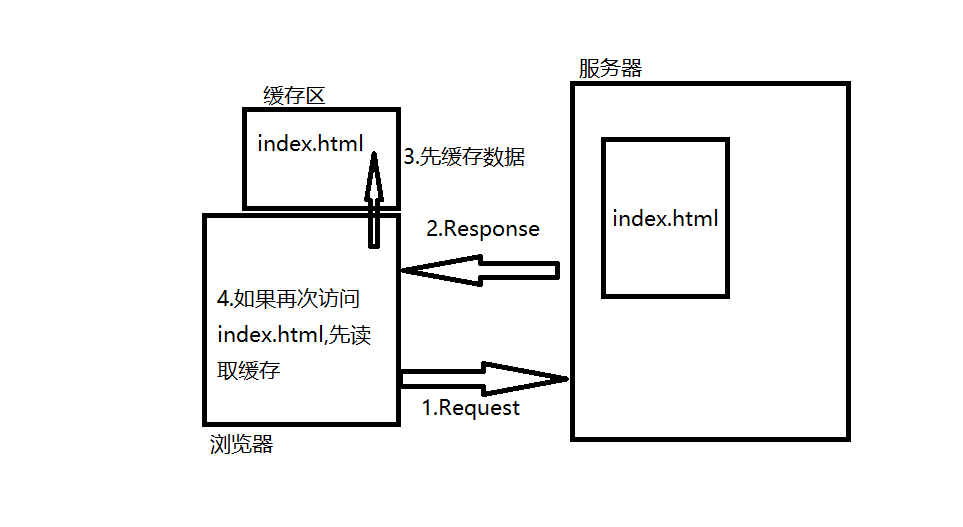 服务器
缓存区
index.html
3.先缓存数据
index.html
2.Response
4.如果再次访问
index.html,先读
取缓存
1.Request
浏览器